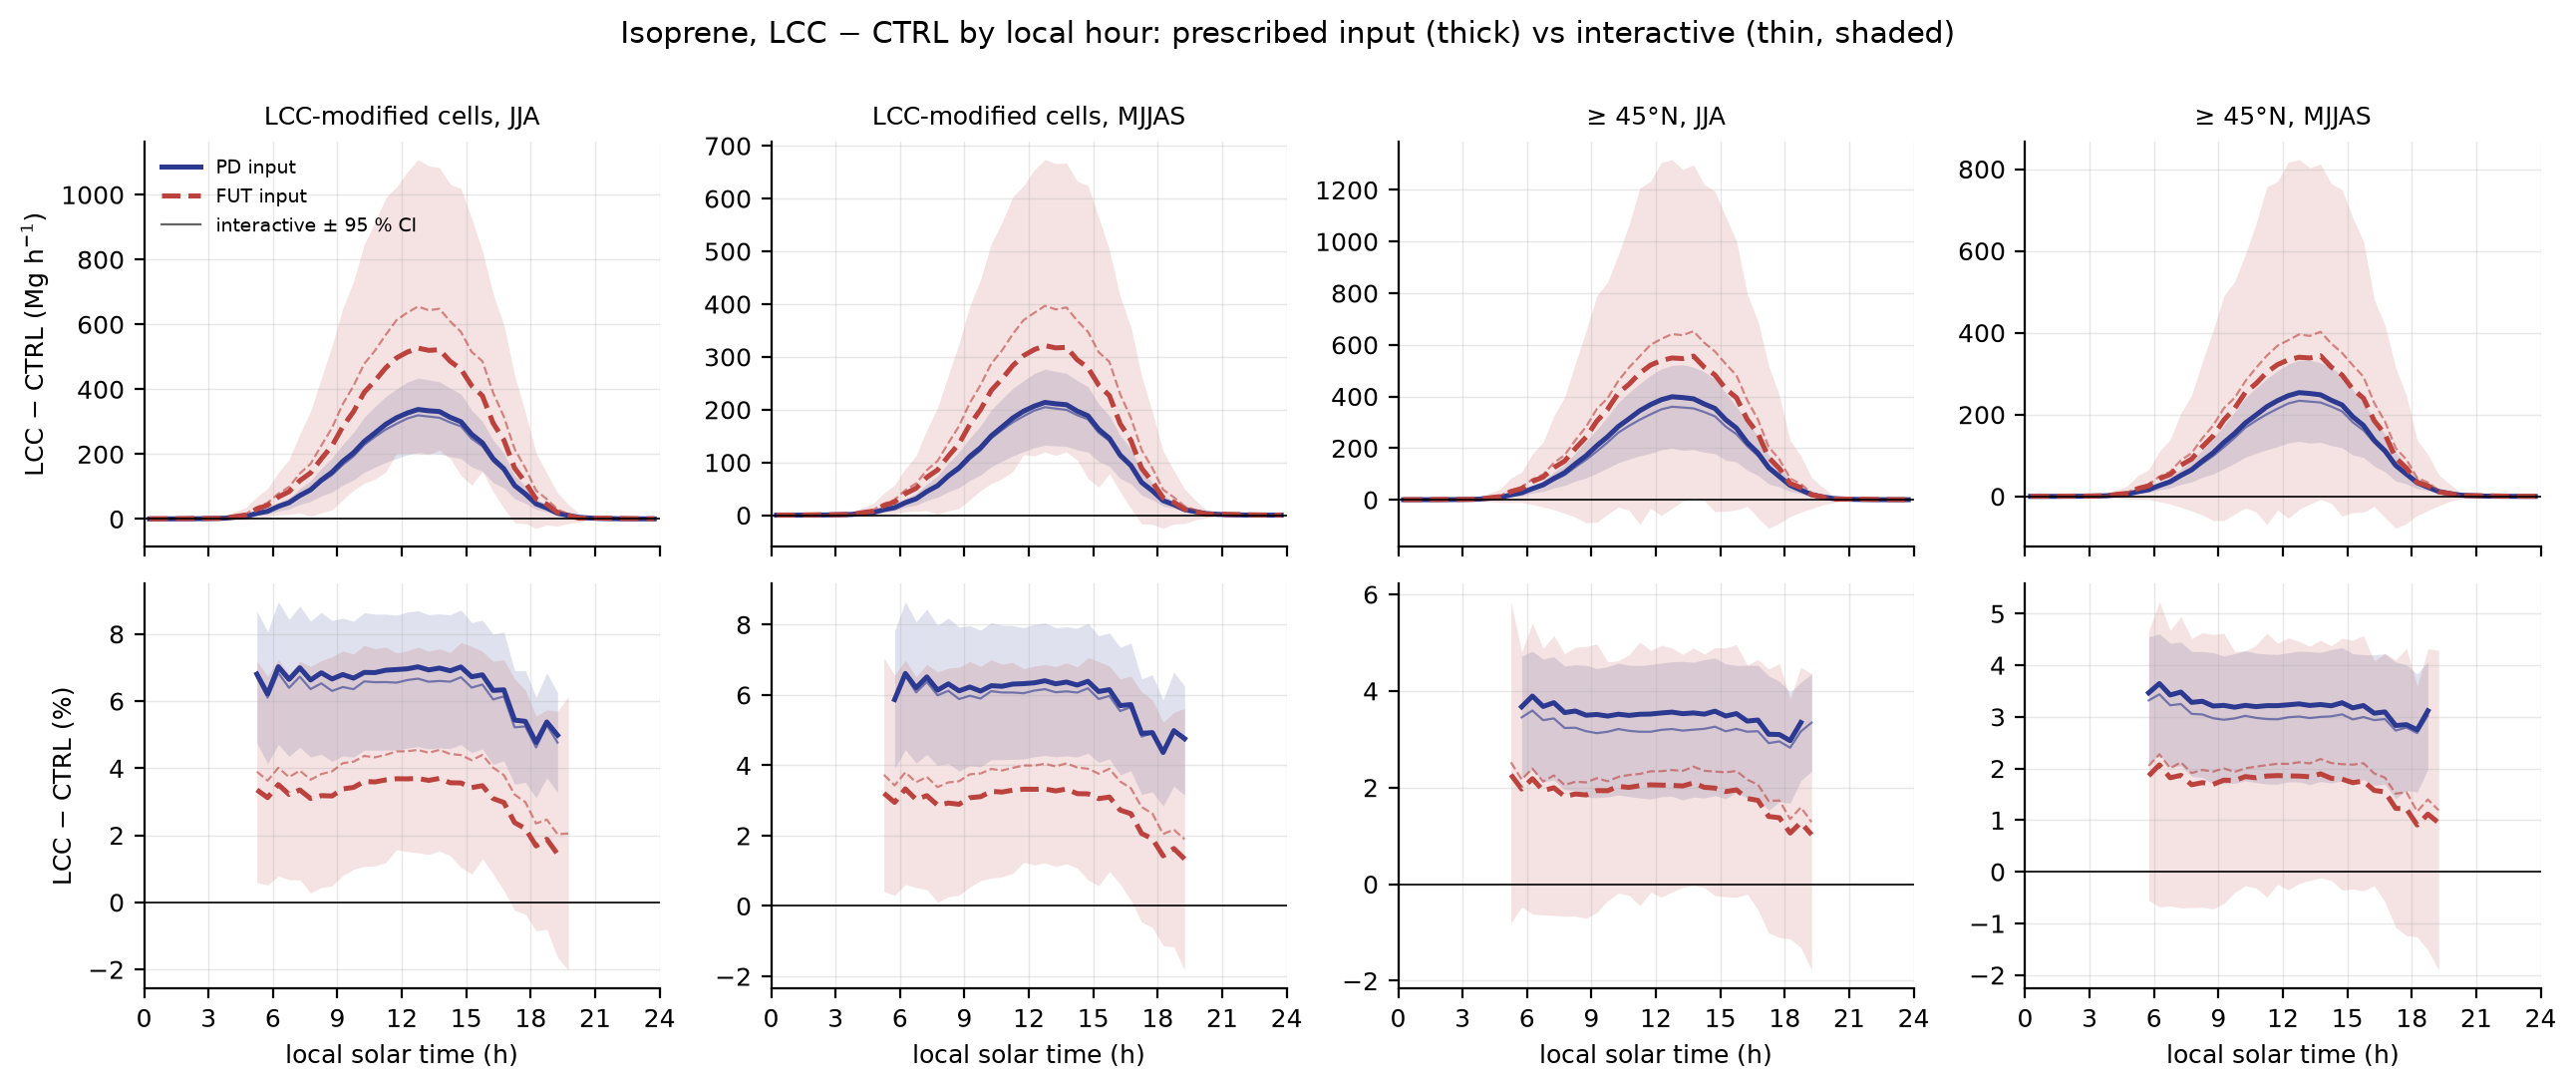 Isoprene, LCC − CTRL by local hour: prescribed input (thick) vs interactive (thin, shaded)
LCC-modified cells, JJA
LCC-modified cells, MJJAS
≥ 45°N, JJA
≥ 45°N, MJJAS
LCC − CTRL (Mg h⁻¹)
1000
800
600
400
200
0
PD input
FUT input
interactive ± 95 % CI
700
600
500
400
300
200
100
0
1200
1000
800
600
400
200
0
800
600
400
200
0
LCC − CTRL (%)
8
6
4
2
0
−2
0 3 6 9 12 15 18 21 24
local solar time (h)
8
6
4
2
0
−2
0 3 6 9 12 15 18 21 24
local solar time (h)
6
4
2
0
−2
0 3 6 9 12 15 18 21 24
local solar time (h)
5
4
3
2
1
0
−1
−2
0 3 6 9 12 15 18 21 24
local solar time (h)